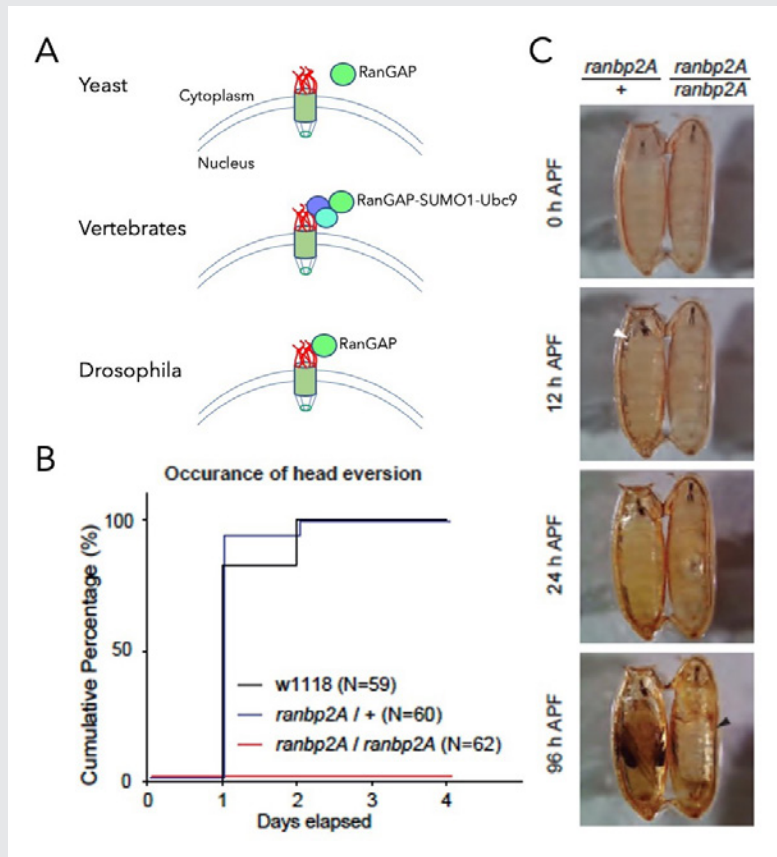 A
Yeast
Cytoplasm
Nucleus
RanGAP
Vertebrates
RanGAP-SUMO1-Ubc9
Drosophila
RanGAP
B
Occurance of head eversion
Cumulative Percentage (%)
100
50
0
w1118 (N=59)
ranbp2A / + (N=60)
ranbp2A / ranbp2A (N=62)
0 1 2 3 4
Days elapsed
C
ranbp2A ranbp2A
+ ranbp2A
0 h APF
12 h APF
24 h APF
96 h APF